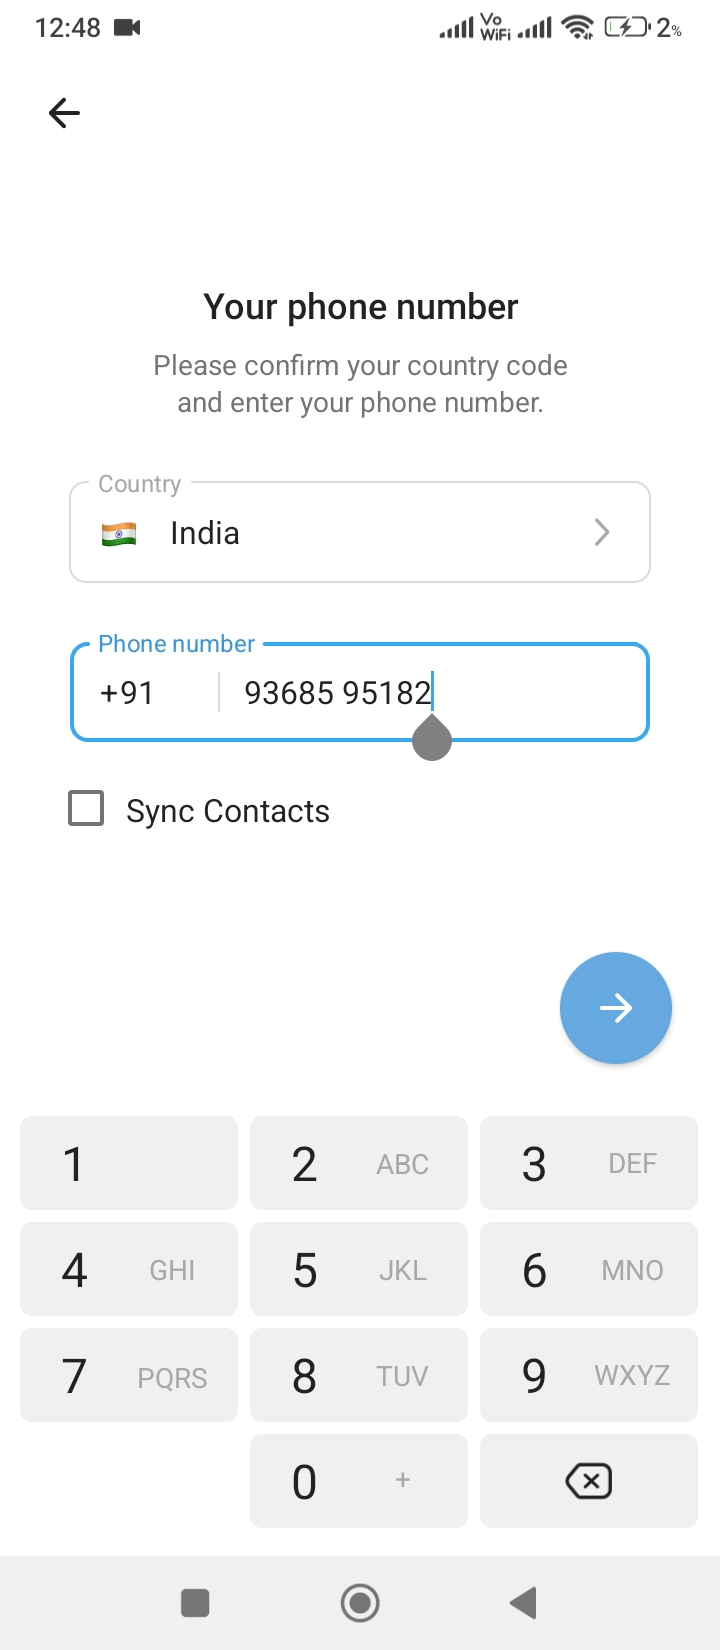 12:48 Vo WiFi 2%
Your phone number
Please confirm your country code
and enter your phone number.
Country
India
Phone number
+91 93685 95182
Sync Contacts
1 2 ABC 3 DEF
4 GHI 5 JKL 6 MNO
7 PQRS 8 TUV 9 WXYZ
0 +